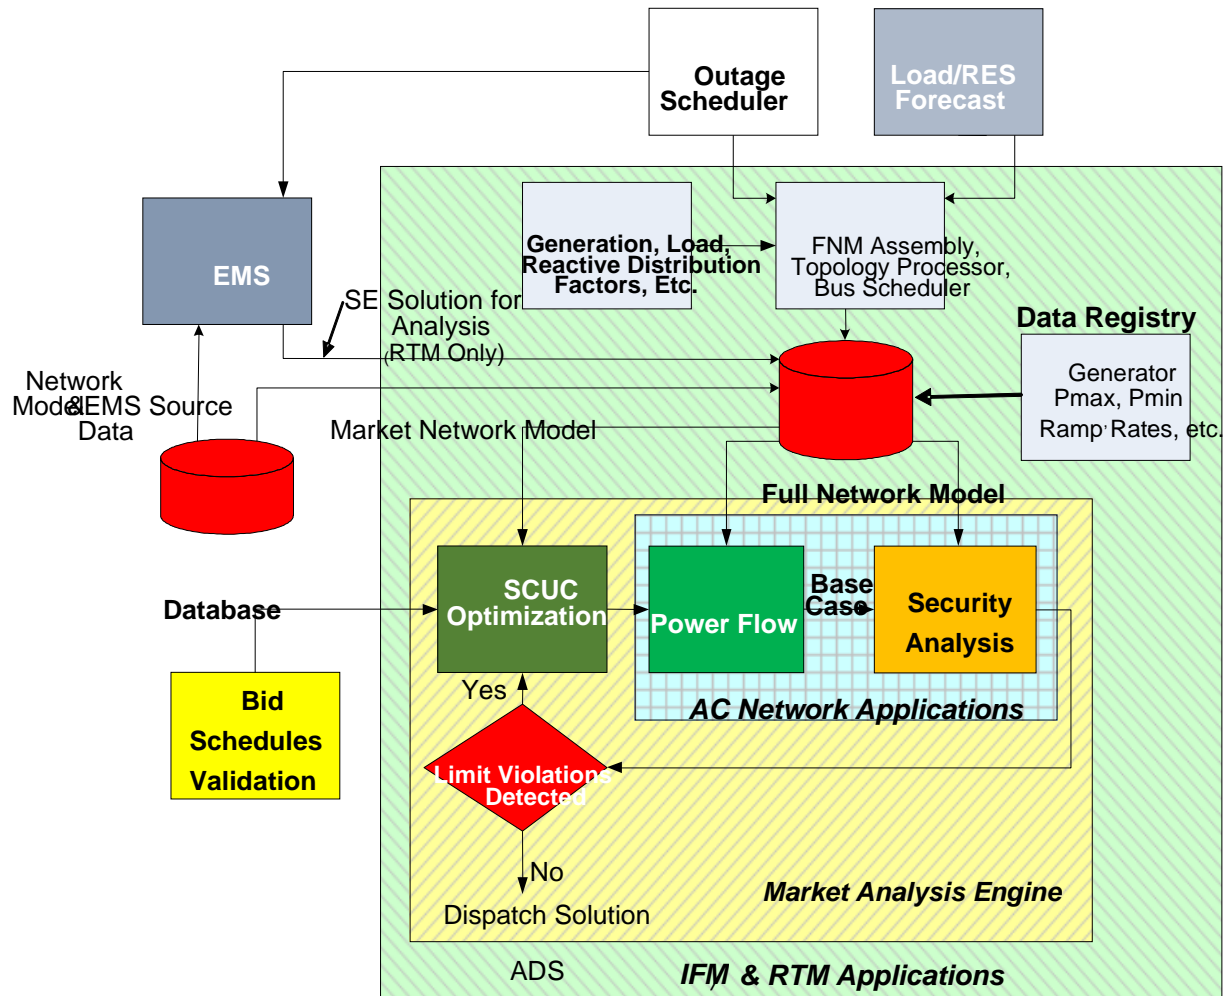 Outage
Scheduler
Load/RES
Forecast
EMS
Generation, Load,
Reactive Distribution
Factors, Etc.
FNM Assembly,
Topology Processor,
Bus Scheduler
SE Solution for
Analysis
(RTM Only)
Data Registry
Generator
Pmax, Pmin
Ramp, Rates, etc.
Network
Model
&EMS Source
Data
Market Network Model
Full Network Model
SCUC
Optimization
Power Flow
Base
Case
Security
Analysis
Database
Bid
Schedules
Validation
Yes
AC Network Applications
Limit Violations
Detected
No
Dispatch Solution
Market Analysis Engine
ADS
IFM / & RTM Applications